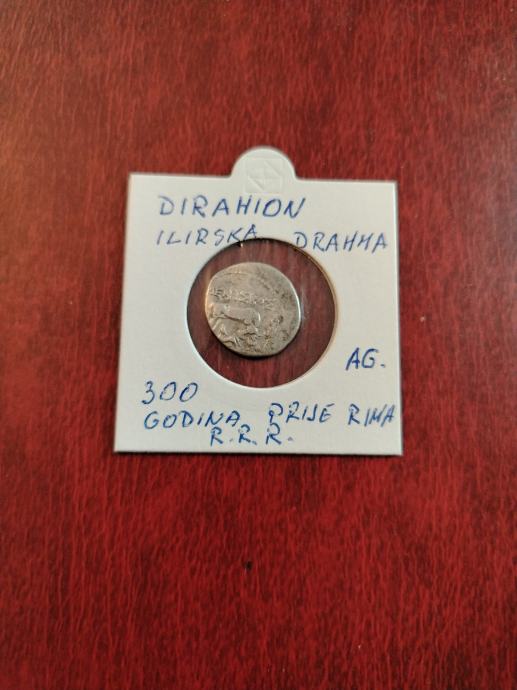 DIRAHION
ILIRSKA DRAHMA
AG.
300
GODINA PRIJE RIMA
R.R.R.